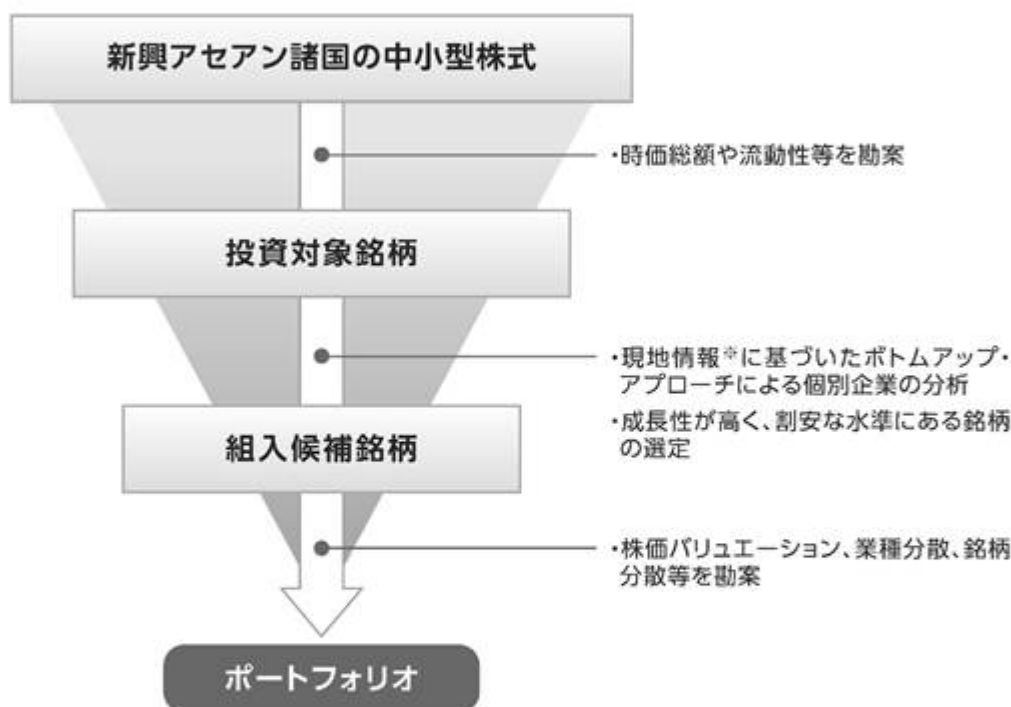 新興アセアン諸国の中小型株式
・時価総額や流動性等を勘案
投資対象銘柄
・現地情報※に基づいたボトムアップ・
アプローチによる個別企業の分析
・成長性が高く、割安な水準にある銘柄
の選定
組入候補銘柄
・株価バリュエーション、業種分散、銘柄
分散等を勘案
ポートフォリオ